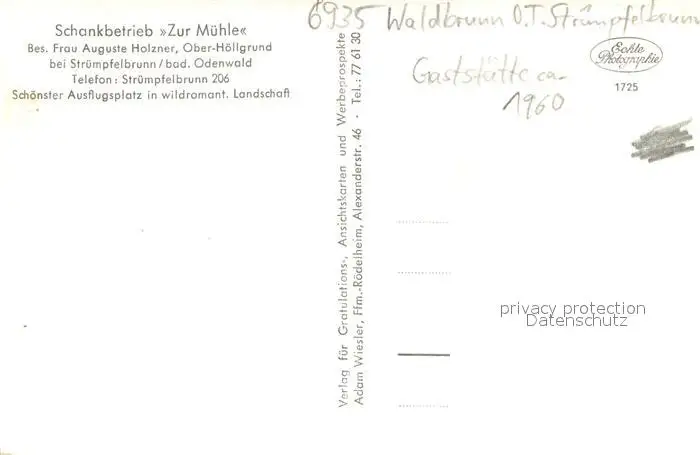 Schankbetrieb »Zur Mühle«
Bes. Frau Auguste Holzner, Ober-Höllgrund
bei Strümpfelbrunn/bad. Odenwald
Telefon: Strümpfelbrunn 206
Schönster Ausflugsplatz in wildromant. Landschaft
Verlag für Gratulations-, Ansichtskarten und Werbeprospekte
Adam Wiesler, Ffm.-Rödelheim, Alexanderstr. 46 · Tel.: 77 61 30
6935 Waldbrunn O.T. Strümpfelbrunn
Gaststätte ca.
1960
Echte
Photographie
1725
privacy protection
Datenschutz